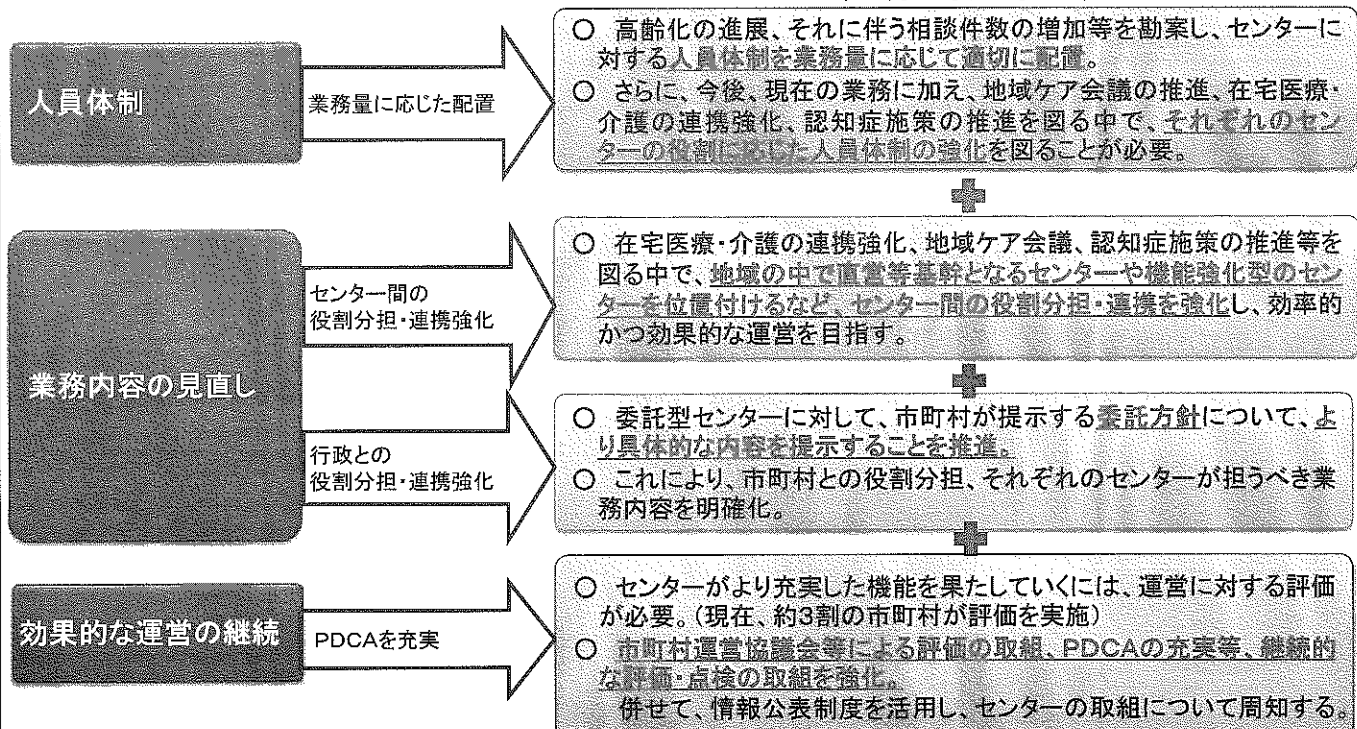 人員体制
業務量に応じた配置
○ 高齢化の進展、それに伴う相談件数の増加等を勘案し、センターに
対する人員体制を業務量に応じて適切に配置。
○ さらに、今後、現在の業務に加え、地域ケア会議の推進、在宅医療・
介護の連携強化、認知症施策の推進を図る中で、それぞれのセン
ターの役割に応じた人員体制の強化を図ることが必要。
業務内容の見直し
センター間の
役割分担・連携強化
○ 在宅医療・介護の連携強化、地域ケア会議、認知症施策の推進等を
図る中で、地域の中で直営等基幹となるセンターや機能強化型のセン
ターを位置付けるなど、センター間の役割分担・連携を強化し、効率的
かつ効果的な運営を目指す。
行政との
役割分担・連携強化
○ 委託型センターに対して、市町村が提示する委託方針について、よ
り具体的な内容を提示することを推進。
○ これにより、市町村との役割分担、それぞれのセンターが担うべき業
務内容を明確化。
効果的な運営の継続
PDCAを充実
○ センターがより充実した機能を果たしていくには、運営に対する評価
が必要。(現在、約3割の市町村が評価を実施)
○ 市町村運営協議会等による評価の取組、PDCAの充実等、継続的
な評価・点検の取組を強化。
併せて、情報公表制度を活用し、センターの取組について周知する。